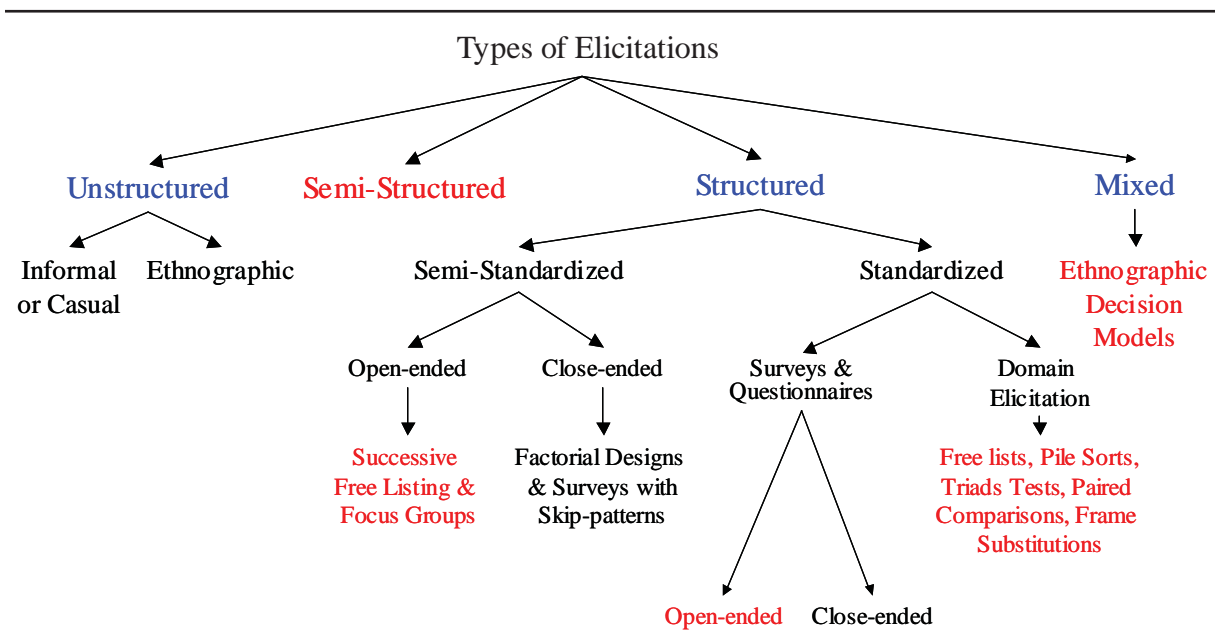 Types of Elicitations
Unstructured
Semi-Structured
Structured
Mixed
Informal
or Casual
Ethnographic
Semi-Standardized
Standardized
Ethnographic
Decision
Models
Open-ended
Close-ended
Surveys &
Questionnaires
Domain
Elicitation
Successive
Free Listing &
Focus Groups
Factorial Designs
& Surveys with
Skip-patterns
Free lists, Pile Sorts,
Triads Tests, Paired
Comparisons, Frame
Substitutions
Open-ended
Close-ended